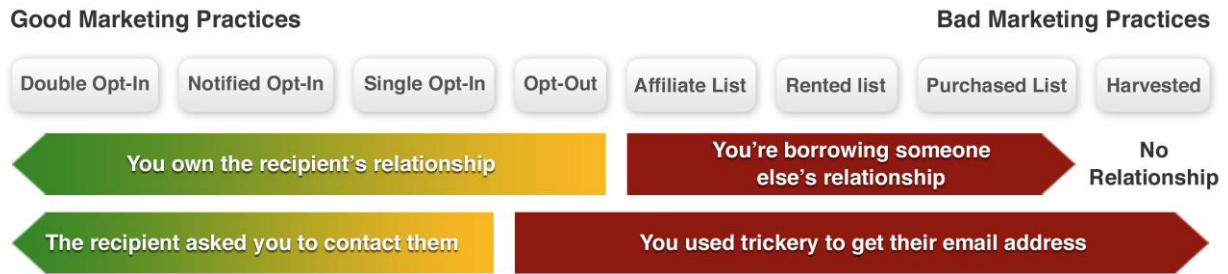 Good Marketing Practices
Bad Marketing Practices
Double Opt-In
Notified Opt-In
Single Opt-In
Opt-Out
Affiliate List
Rented list
Purchased List
Harvested
You own the recipient's relationship
You're borrowing someone
else's relationship
No
Relationship
The recipient asked you to contact them
You used trickery to get their email address